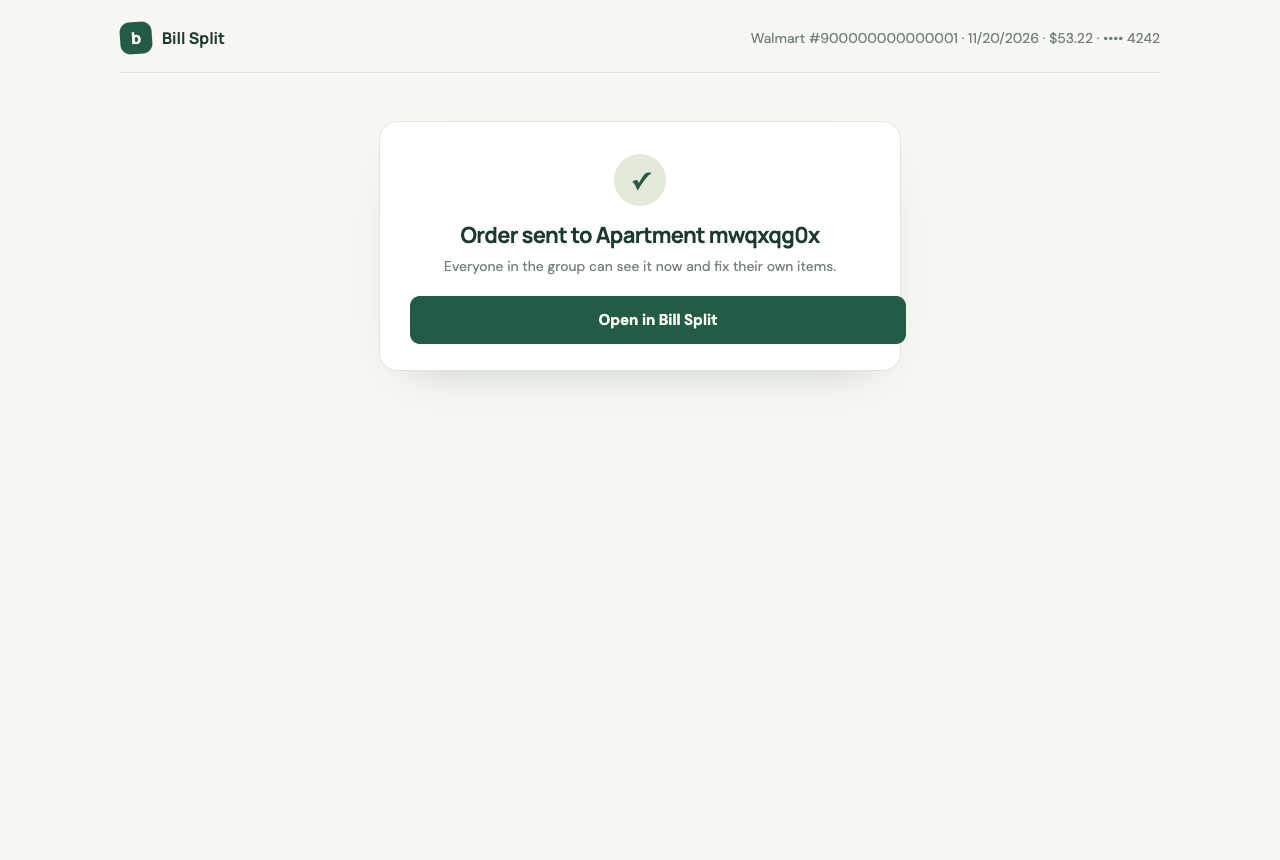 b Bill Split
Walmart #900000000000001 · 11/20/2026 · $53.22 · •••• 4242
✓
Order sent to Apartment mwqxqg0x
Everyone in the group can see it now and fix their own items.
Open in Bill Split